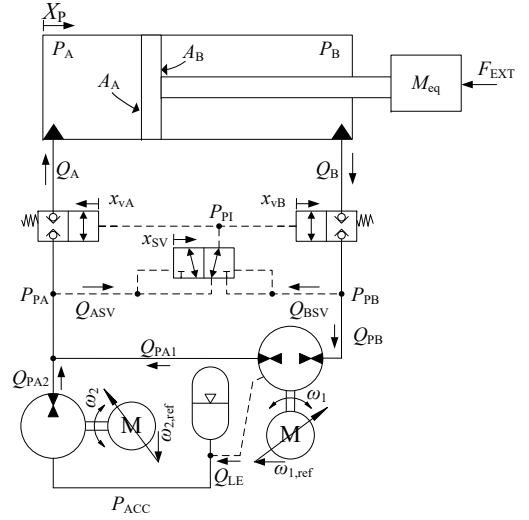 X_P
P_A
P_B
A_B
A_A
M_eq
F_EXT
Q_A
Q_B
x_vA
P_PI
x_vB
x_SV
P_PA
P_PB
Q_ASV
Q_BSV
Q_PA1
Q_PB
Q_PA2
ω_2
M
ω_2,ref
ω_1
M
ω_1,ref
Q_LE
P_ACC